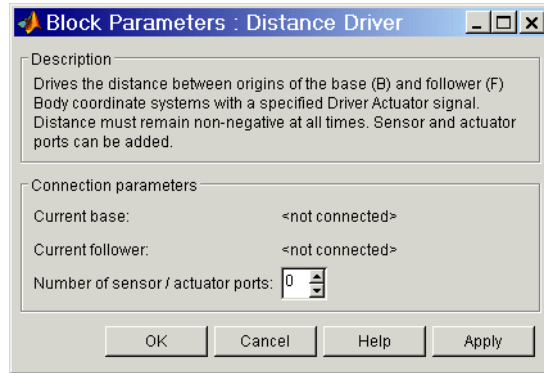 Block Parameters : Distance Driver
Description
Drives the distance between origins of the base (B) and follower (F)
Body coordinate systems with a specified Driver Actuator signal.
Distance must remain non-negative at all times. Sensor and actuator
ports can be added.
Connection parameters
Current base: <not connected>
Current follower: <not connected>
Number of sensor / actuator ports: 0
OK Cancel Help Apply